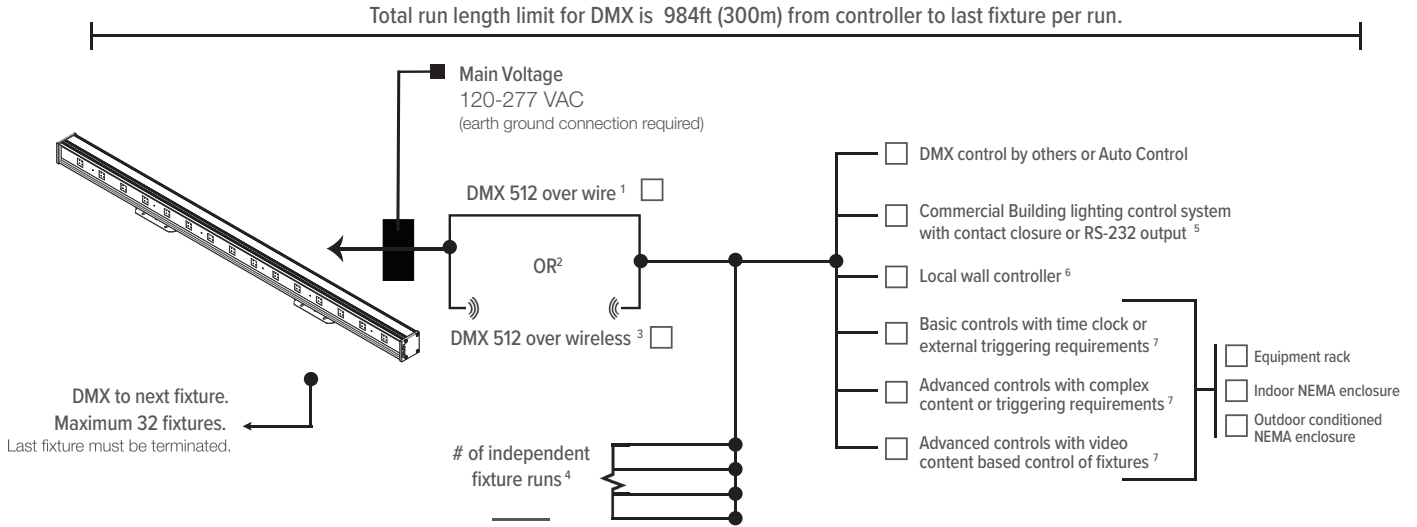 Total run length limit for DMX is 984ft (300m) from controller to last fixture per run.
Main Voltage
120-277 VAC
(earth ground connection required)
DMX 512 over wire 1
OR2
DMX 512 over wireless 3
DMX to next fixture.
Maximum 32 fixtures.
Last fixture must be terminated.
# of independent
fixture runs 4
DMX control by others or Auto Control
Commercial Building lighting control system
with contact closure or RS-232 output 5
Local wall controller 6
Basic controls with time clock or
external triggering requirements 7
Advanced controls with complex
content or triggering requirements 7
Advanced controls with video
content based control of fixtures 7
Equipment rack
Indoor NEMA enclosure
Outdoor conditioned
NEMA enclosure